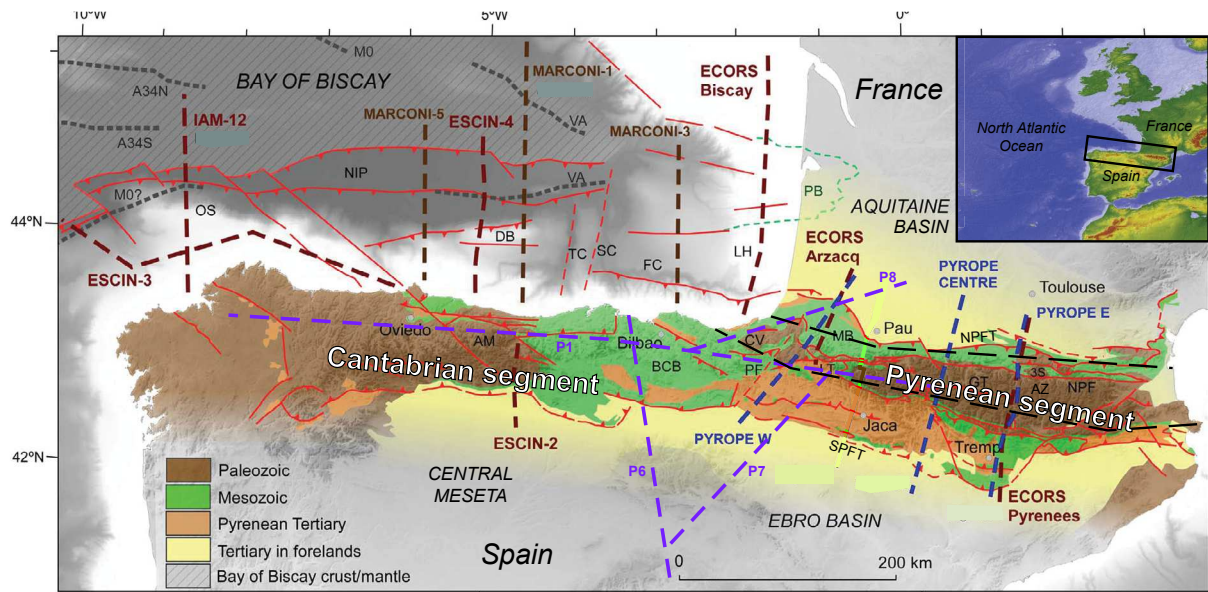 10°W
5°W
0°
M0
BAY OF BISCAY
MARCONI-1
ECORS
Biscay
France
A34N
IAM-12
MARCONI-5
ESCIN-4
VA
MARCONI-3
A34S
North Atlantic
Ocean
France
Spain
NIP
VA
M0?
OS
PB
44°N
AQUITAINE
BASIN
DB
TC
SC
FC
LH
ECORS
Arzacq
ESCIN-3
P8
PYROPE
CENTRE
Toulouse
PYROPE E
Oviedo
AM
P1
Bilbao
CV
MB
Pau
NPFT
BCB
PF
Cantabrian segment
Pyrenean segment
GT
3S
AZ
NPF
ESCIN-2
PYROPE W
Jaca
SPFT
Tremp
42°N
CENTRAL
MESETA
P6
P7
ECORS
Pyrenees
EBRO BASIN
Spain
0
200 km
Paleozoic
Mesozoic
Pyrenean Tertiary
Tertiary in forelands
Bay of Biscay crust/mantle